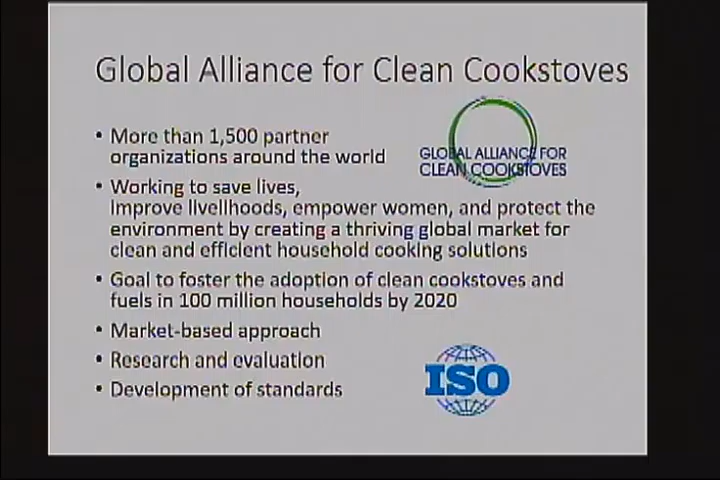 Global Alliance for Clean Cookstoves
• More than 1,500 partner
organizations around the world
GLOBAL ALLIANCE FOR
CLEAN COOKSTOVES
• Working to save lives,
improve livelihoods, empower women, and protect the
environment by creating a thriving global market for
clean and efficient household cooking solutions
• Goal to foster the adoption of clean cookstoves and
fuels in 100 million households by 2020
• Market-based approach
• Research and evaluation
• Development of standards
ISO